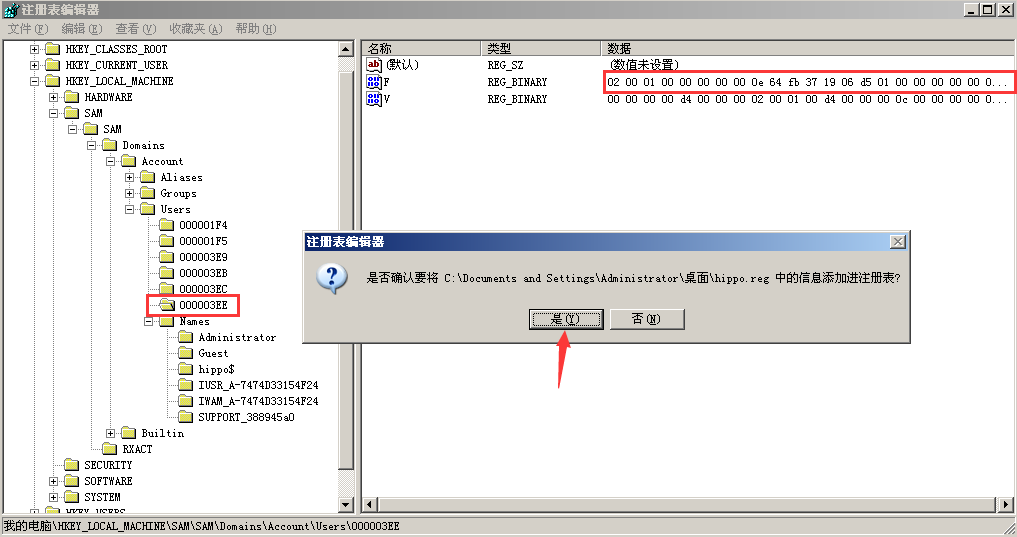 注册表编辑器
文件(F) 编辑(E) 查看(V) 收藏夹(A) 帮助(H)
HKEY_CLASSES_ROOT
HKEY_CURRENT_USER
HKEY_LOCAL_MACHINE
HARDWARE
SAM
SAM
Domains
Account
Aliases
Groups
Users
000001F4
000001F5
000003E9
000003EB
000003EC
000003EE
Names
Administrator
Guest
hippo$
IUSR_A-7474D33154F24
IWAM_A-7474D33154F24
SUPPORT_388945a0
Builtin
RXACT
SECURITY
SOFTWARE
SYSTEM
HKEY_USERS
名称 类型 数据
(默认) REG_SZ (数值未设置)
F REG_BINARY 02 00 01 00 00 00 00 00 0e 64 fb 37 19 06 d5 01 00 00 00 00 00 0...
V REG_BINARY 00 00 00 00 d4 00 00 00 02 00 01 00 d4 00 00 00 0c 00 00 00 00 0...
注册表编辑器
是否确认要将 C:\Documents and Settings\Administrator\桌面\hippo.reg 中的信息添加进注册表?
是(Y) 否(N)
我的电脑\HKEY_LOCAL_MACHINE\SAM\SAM\Domains\Account\Users\000003EE